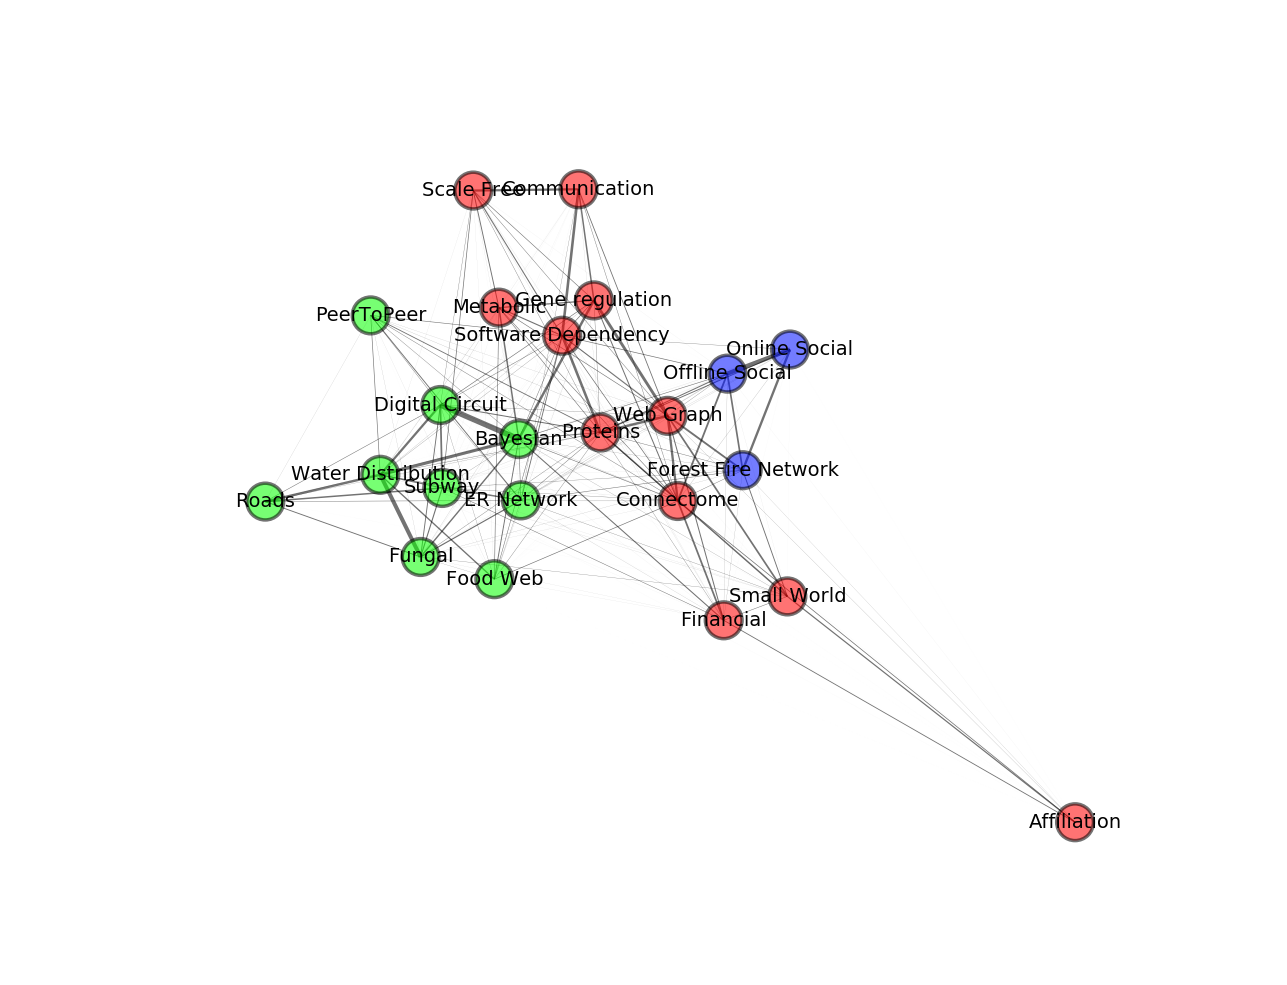 Scale Free
Communication
Metabolic
Gene regulation
PeerToPeer
Software Dependency
Online Social
Offline Social
Digital Circuit
Web Graph
Bayesian
Proteins
Water Distribution
Forest Fire Network
Subway
Roads
ER Network
Connectome
Fungal
Food Web
Small World
Financial
Affiliation